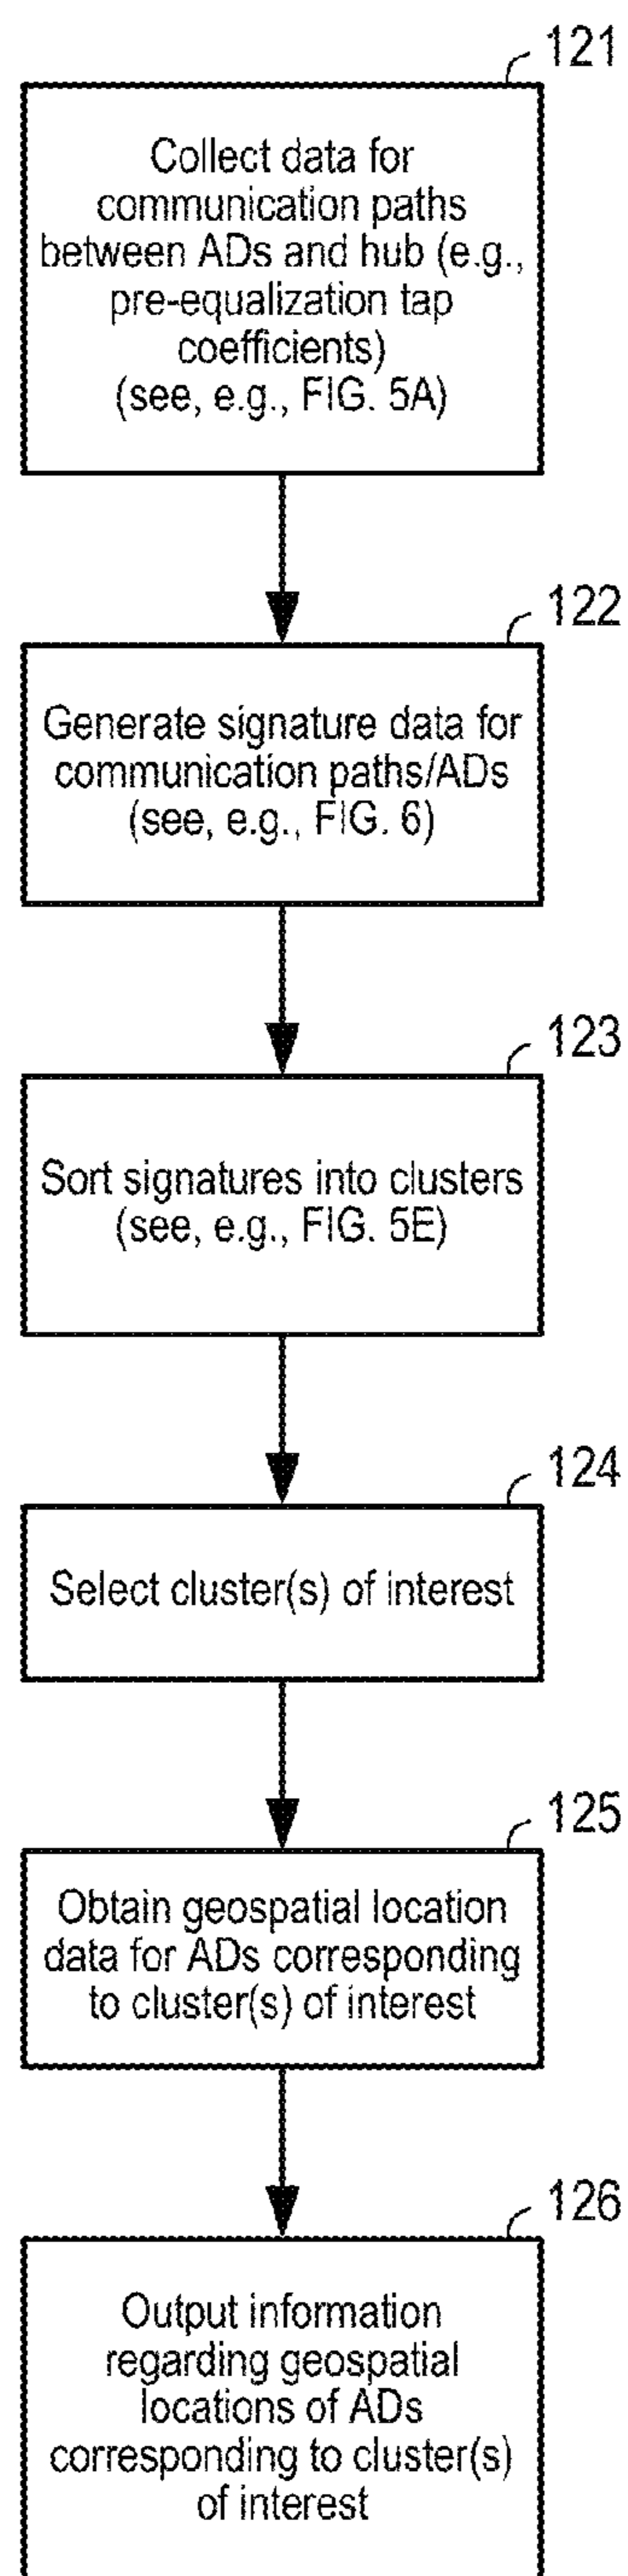 121
Collect data for
communication paths
between ADs and hub (e.g.,
pre-equalization tap
coefficients)
(see, e.g., FIG. 5A)
122
Generate signature data for
communication paths/ADs
(see, e.g., FIG. 6)
123
Sort signatures into clusters
(see, e.g., FIG. 5E)
124
Select cluster(s) of interest
125
Obtain geospatial location
data for ADs corresponding
to cluster(s) of interest
126
Output information
regarding geospatial
locations of ADs
corresponding to cluster(s)
of interest